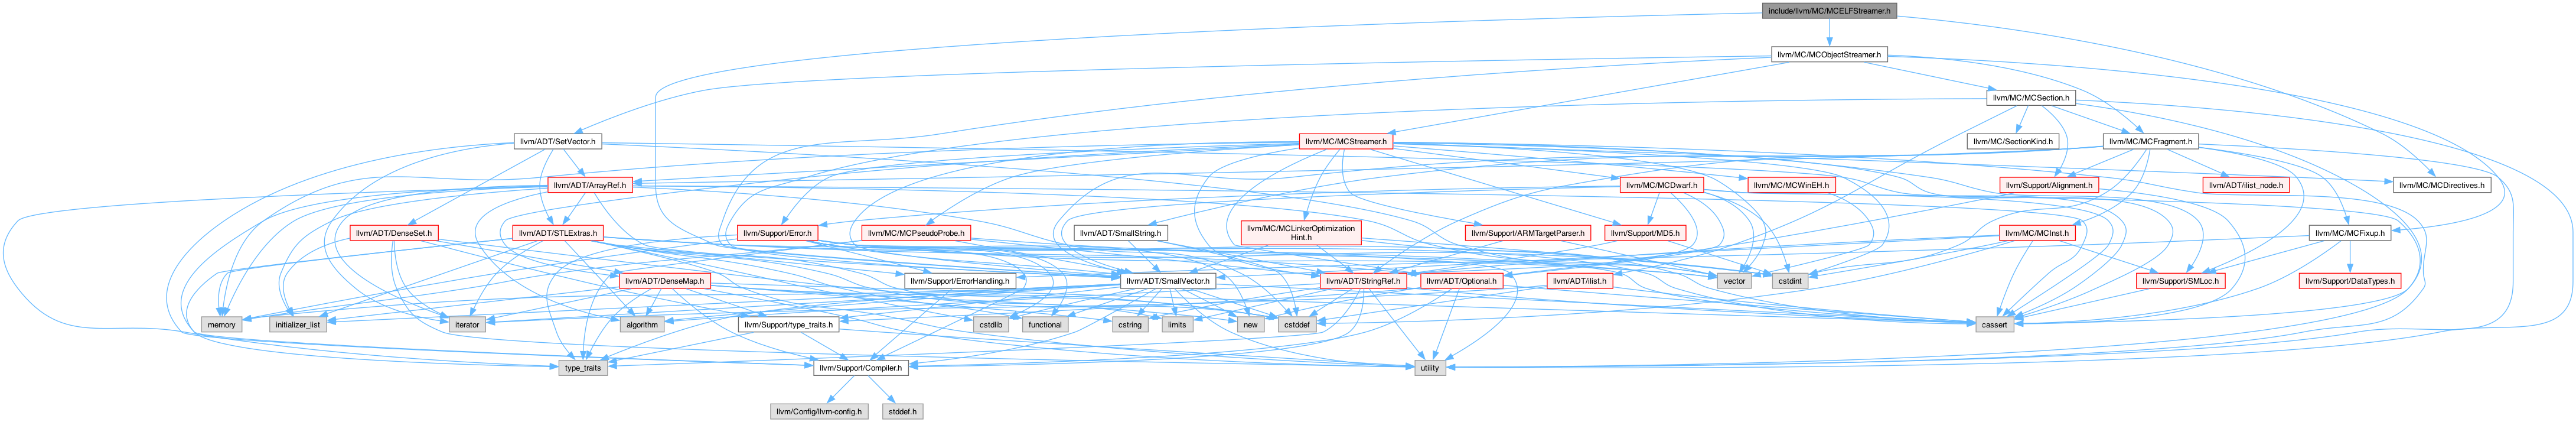 include/llvm/MC/MCELFStreamer.h
llvm/MC/MCObjectStreamer.h
llvm/MC/MCSection.h
llvm/ADT/SetVector.h
llvm/MC/MCStreamer.h
llvm/MC/SectionKind.h
llvm/MC/MCFragment.h
llvm/ADT/ArrayRef.h
llvm/MC/MCDwarf.h
llvm/MC/MCWinEH.h
llvm/Support/Alignment.h
llvm/ADT/ilist_node.h
llvm/MC/MCDirectives.h
llvm/ADT/DenseSet.h
llvm/ADT/STLExtras.h
llvm/Support/Error.h
llvm/MC/MCPseudoProbe.h
llvm/ADT/SmallString.h
llvm/MC/MCLinkerOptimization
Hint.h
llvm/Support/ARMTargetParser.h
llvm/Support/MD5.h
llvm/MC/MCInst.h
llvm/MC/MCFixup.h
llvm/ADT/DenseMap.h
llvm/Support/ErrorHandling.h
llvm/ADT/SmallVector.h
llvm/ADT/StringRef.h
llvm/ADT/Optional.h
llvm/ADT/ilist.h
vector
cstdint
llvm/Support/SMLoc.h
llvm/Support/DataTypes.h
memory
initializer_list
iterator
algorithm
llvm/Support/type_traits.h
cstdlib
functional
cstring
limits
new
cstddef
cassert
type_traits
llvm/Support/Compiler.h
utility
llvm/Config/llvm-config.h
stddef.h